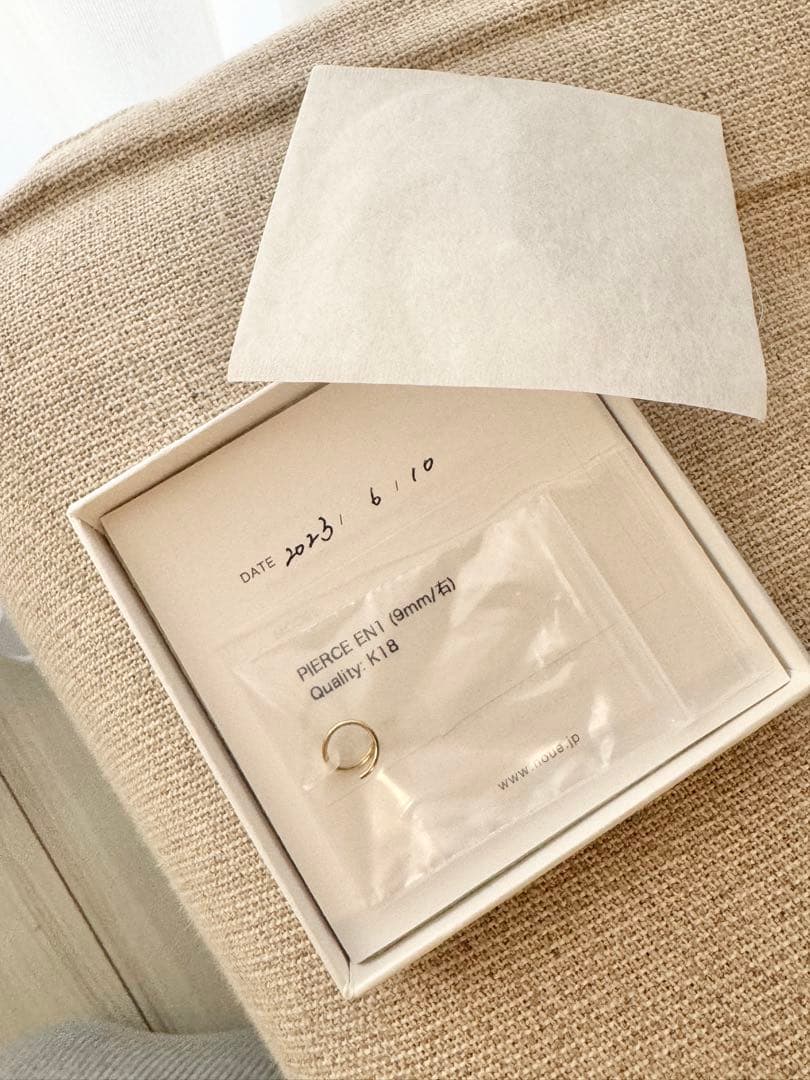 DATE 2023 / 6 / 10
PIERCE EN1 (9mm/右)
Quality: K18